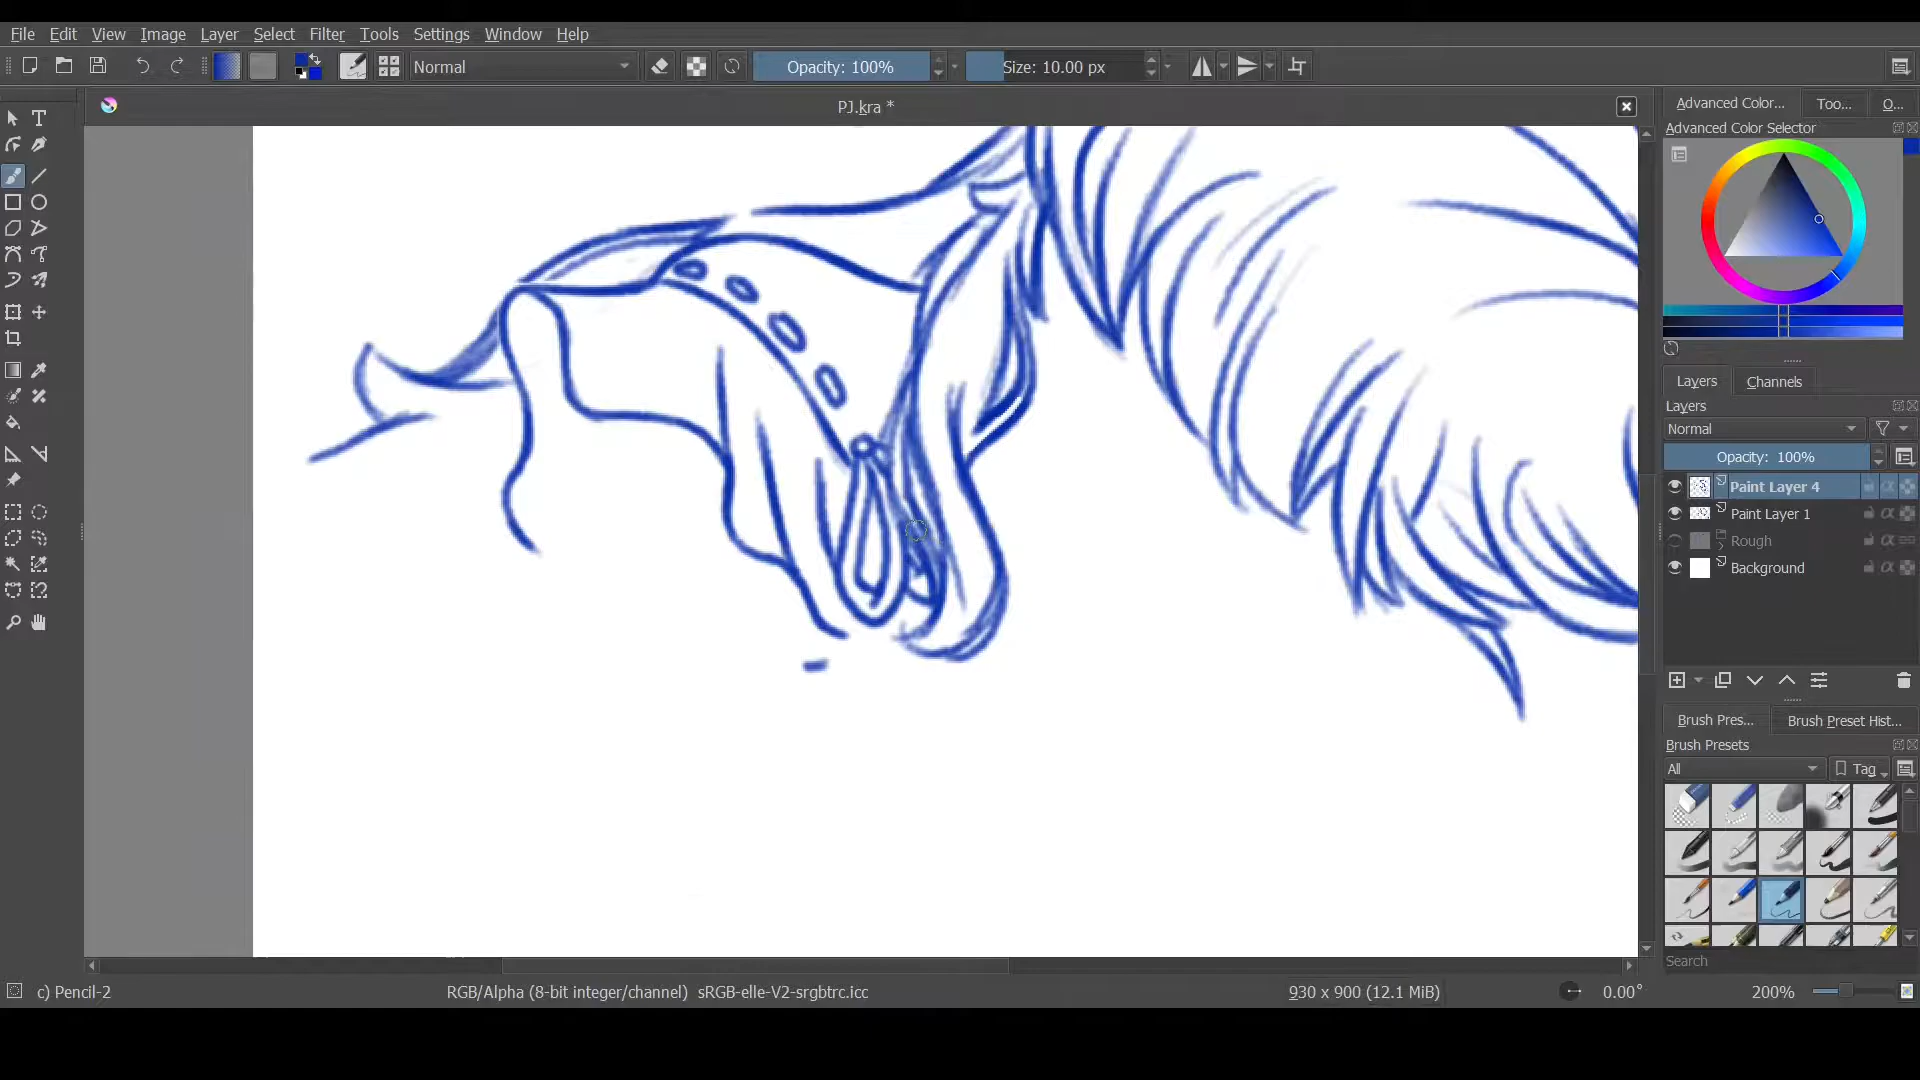 File Edit View Image Layer Select Filter Tools Settings Window Help
Normal Opacity: 100% Size: 10.00 px
PJ.kra *
Advanced Color... Too... O...
Advanced Color Selector
Layers Channels
Layers
Normal
Opacity: 100%
Paint Layer 4
Paint Layer 1
Rough
Background
Brush Pres... Brush Preset Hist...
Brush Presets
All Tag
Search
c) Pencil-2 RGB/Alpha (8-bit integer/channel) sRGB-elle-V2-srgbtrc.icc 930 x 900 (12.1 MiB) 0.00° 200%